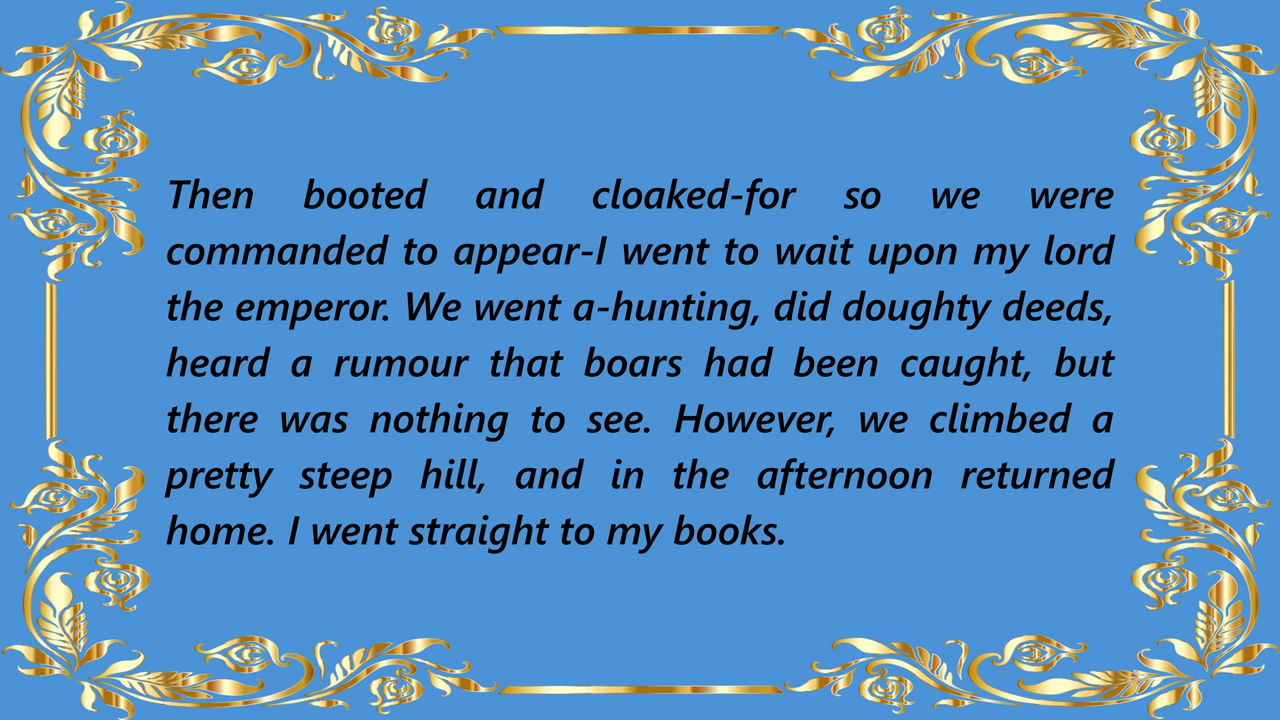 Then booted and cloaked-for so we were
commanded to appear-I went to wait upon my lord
the emperor. We went a-hunting, did doughty deeds,
heard a rumour that boars had been caught, but
there was nothing to see. However, we climbed a
pretty steep hill, and in the afternoon returned
home. I went straight to my books.